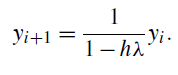 $y_{i+1} = \frac{1}{1 - h\lambda} y_i.$